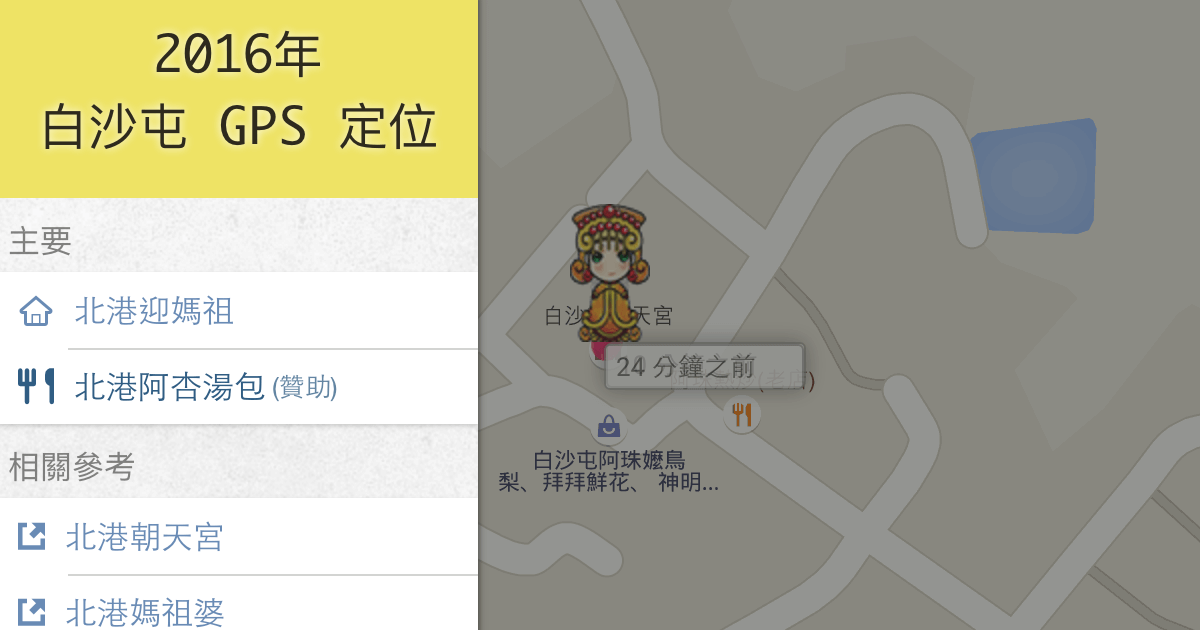 2016年
白沙屯 GPS 定位
主要
北港迎媽祖
北港阿杏湯包 (贊助)
相關參考
北港朝天宮
北港媽祖婆
白沙
天宮
24 分鐘之前
(老店)
白沙屯阿珠嬤鳥
梨、拜拜鮮花、 神明...